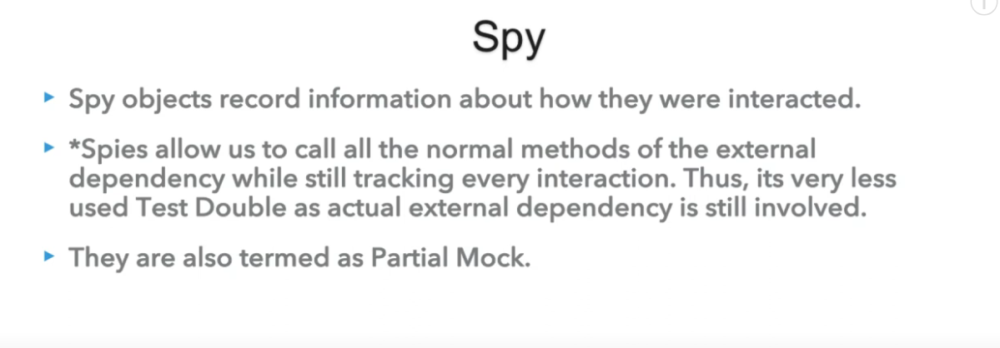 Spy
▸ Spy objects record information about how they were interacted.
▸ *Spies allow us to call all the normal methods of the external
dependency while still tracking every interaction. Thus, its very less
used Test Double as actual external dependency is still involved.
▸ They are also termed as Partial Mock.